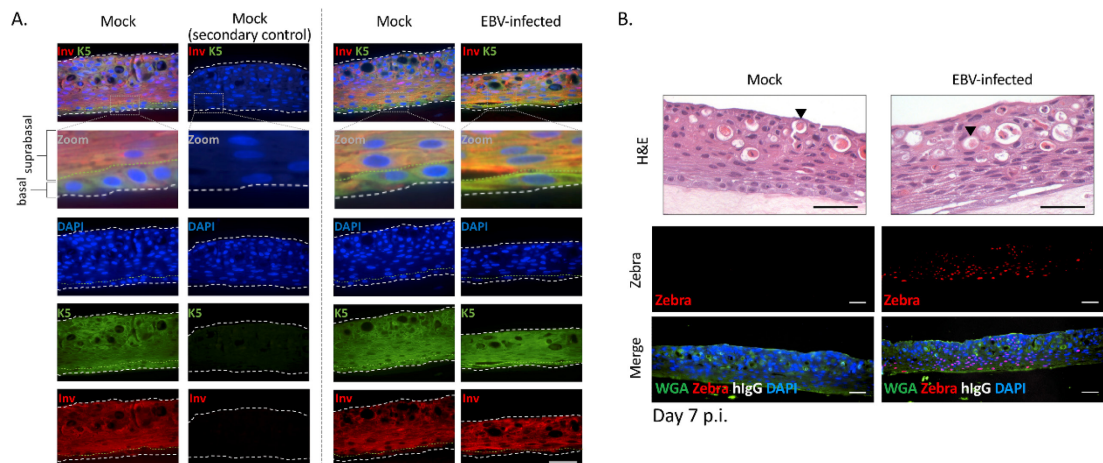 A.
Mock
Mock
(secondary control)
Mock
EBV-infected
Inv K5
Inv K5
Inv K5
Inv K5
Zoom
Zoom
Zoom
Zoom
suprabasal
basal
DAPI
DAPI
DAPI
DAPI
K5
K5
K5
K5
Inv
Inv
Inv
Inv
B.
Mock
EBV-infected
H&E
Zebra
Zebra
Zebra
Merge
WGA Zebra hIgG DAPI
WGA Zebra hIgG DAPI
Day 7 p.i.